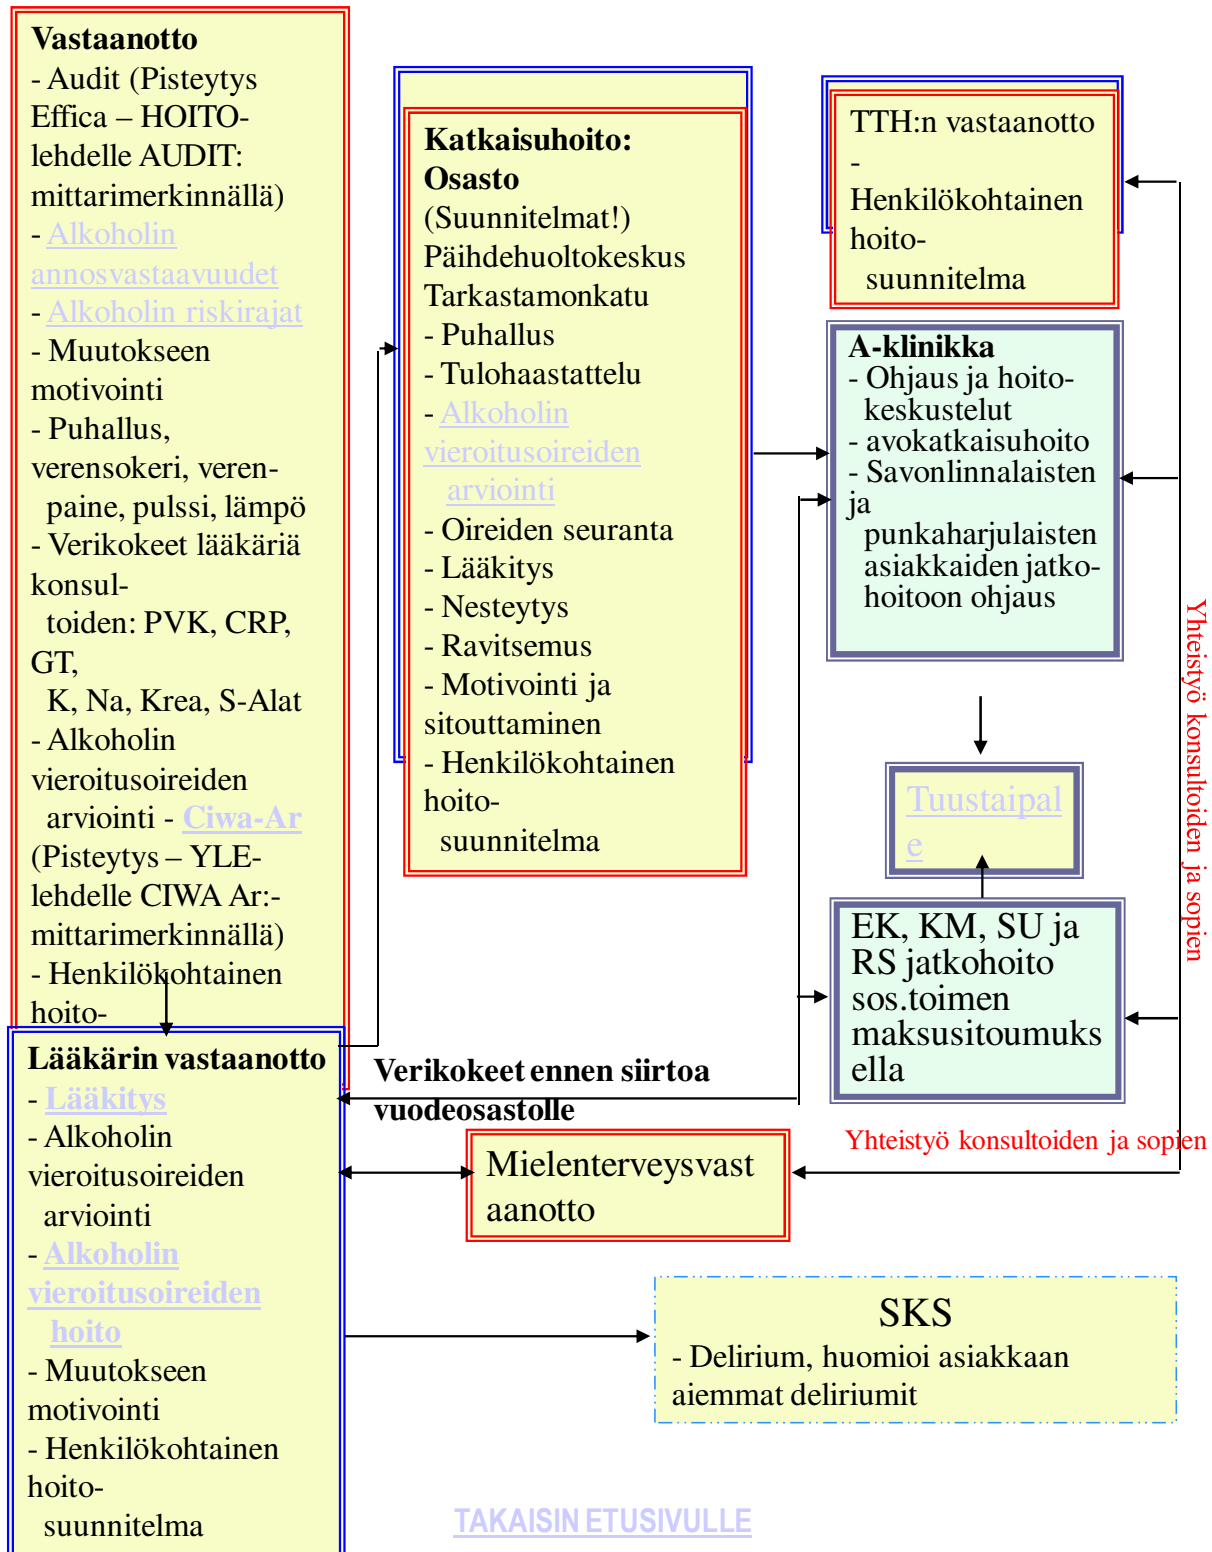 Vastaanotto
- Audit (Pisteytys
Effica – HOITO-
lehdelle AUDIT:
mittarimerkinnällä)
- Alkoholin
annosvastaavuudet
- Alkoholin riskirajat
- Muutokseen
motivointi
- Puhallus,
verensokeri, veren-
paine, pulssi, lämpö
- Verikokeet lääkäriä
konsul-
toiden: PVK, CRP,
GT,
K, Na, Krea, S-Alat
- Alkoholin
vieroitusoireiden
arviointi - Ciwa-Ar
(Pisteytys – YLE-
lehdelle CIWA Ar:-
mittarimerkinnällä)
- Henkilökohtainen
hoito-
Lääkärin vastaanotto
- Lääkitys
- Alkoholin
vieroitusoireiden
arviointi
- Alkoholin
vieroitusoireiden
hoito
- Muutokseen
motivointi
- Henkilökohtainen
hoito-
suunnitelma
Katkaisuhoito:
Osasto
(Suunnitelmat!)
Päihdehuoltokeskus
Tarkastamonkatu
- Puhallus
- Tulohaastattelu
- Alkoholin
vieroitusoireiden
arviointi
- Oireiden seuranta
- Lääkitys
- Nesteytys
- Ravitsemus
- Motivointi ja
sitouttaminen
- Henkilökohtainen
hoito-
suunnitelma
Verikokeet ennen siirtoa
vuodeosastolle
Mielenterveysvast
aanotto
TTH:n vastaanotto
-
Henkilökohtainen
hoito-
suunnitelma
A-klinikka
- Ohjaus ja hoito-
keskustelut
- avokatkaisuhoito
- Savonlinnalaisten
ja
punkaharjulaisten
asiakkaiden jatko-
hoitoon ohjaus
Tuustaipal
e
EK, KM, SU ja
RS jatkohoito
sos.toimen
maksusitoumuks
ella
Yhteistyö konsultoiden ja sopien
Yhteistyö konsultoiden ja sopien
SKS
- Delirium, huomioi asiakkaan
aiemmat deliriumit
TAKAISIN ETUSIVULLE